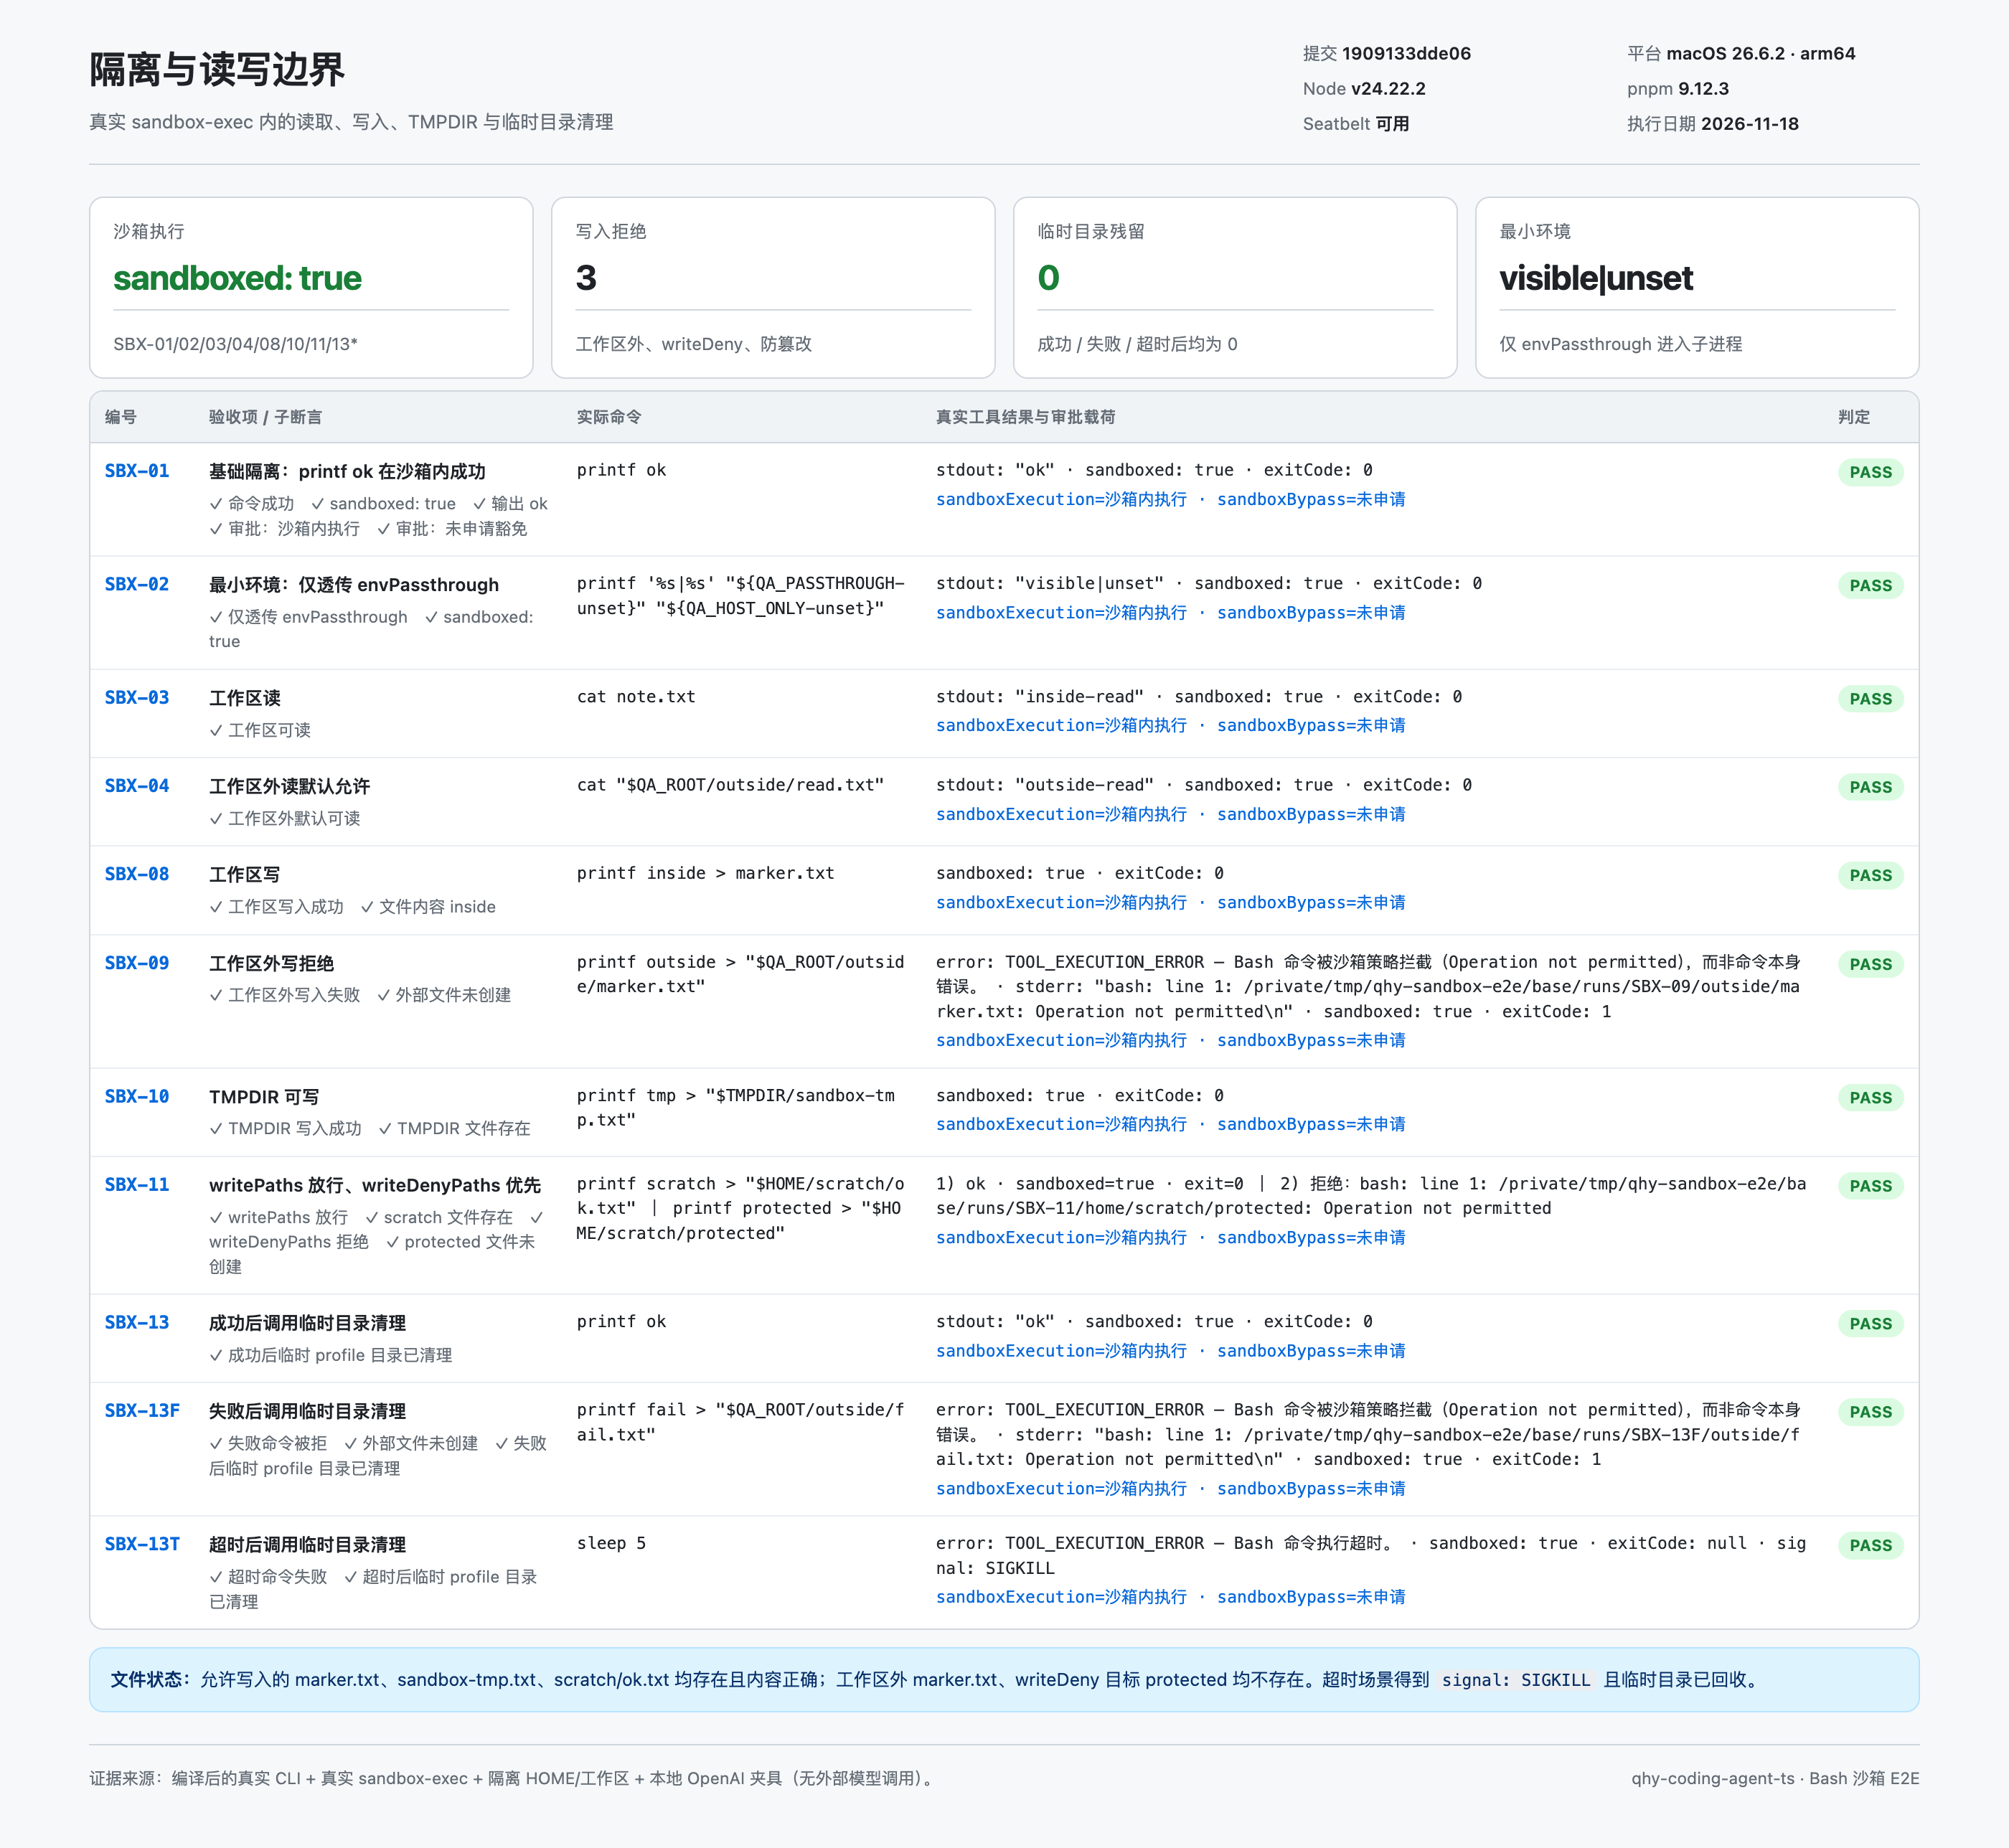 隔离与读写边界
真实 sandbox-exec 内的读取、写入、TMPDIR 与临时目录清理
提交 1909133dde06
平台 macOS 26.6.2 · arm64
Node v24.22.2
pnpm 9.12.3
Seatbelt 可用
执行日期 2026-11-18
沙箱执行
sandboxed: true
SBX-01/02/03/04/08/10/11/13*
写入拒绝
3
工作区外、writeDeny、防篡改
临时目录残留
0
成功 / 失败 / 超时后均为 0
最小环境
visible|unset
仅 envPassthrough 进入子进程
编号 验收项 / 子断言 实际命令 真实工具结果与审批载荷 判定
SBX-01
基础隔离：printf ok 在沙箱内成功
✓ 命令成功 ✓ sandboxed: true ✓ 输出 ok
✓ 审批：沙箱内执行 ✓ 审批：未申请豁免
printf ok
stdout: "ok" · sandboxed: true · exitCode: 0
sandboxExecution=沙箱内执行 · sandboxBypass=未申请
PASS
SBX-02
最小环境：仅透传 envPassthrough
✓ 仅透传 envPassthrough ✓ sandboxed:
true
printf '%s|%s' "${QA_PASSTHROUGH-
unset}" "${QA_HOST_ONLY-unset}"
stdout: "visible|unset" · sandboxed: true · exitCode: 0
sandboxExecution=沙箱内执行 · sandboxBypass=未申请
PASS
SBX-03
工作区读
✓ 工作区可读
cat note.txt
stdout: "inside-read" · sandboxed: true · exitCode: 0
sandboxExecution=沙箱内执行 · sandboxBypass=未申请
PASS
SBX-04
工作区外读默认允许
✓ 工作区外默认可读
cat "$QA_ROOT/outside/read.txt"
stdout: "outside-read" · sandboxed: true · exitCode: 0
sandboxExecution=沙箱内执行 · sandboxBypass=未申请
PASS
SBX-08
工作区写
✓ 工作区写入成功 ✓ 文件内容 inside
printf inside > marker.txt
sandboxed: true · exitCode: 0
sandboxExecution=沙箱内执行 · sandboxBypass=未申请
PASS
SBX-09
工作区外写拒绝
✓ 工作区外写入失败 ✓ 外部文件未创建
printf outside > "$QA_ROOT/outsid
e/marker.txt"
error: TOOL_EXECUTION_ERROR — Bash 命令被沙箱策略拦截（Operation not permitted），而非命令本身
错误。 · stderr: "bash: line 1: /private/tmp/qhy-sandbox-e2e/base/runs/SBX-09/outside/ma
rker.txt: Operation not permitted\n" · sandboxed: true · exitCode: 1
sandboxExecution=沙箱内执行 · sandboxBypass=未申请
PASS
SBX-10
TMPDIR 可写
✓ TMPDIR 写入成功 ✓ TMPDIR 文件存在
printf tmp > "$TMPDIR/sandbox-tm
p.txt"
sandboxed: true · exitCode: 0
sandboxExecution=沙箱内执行 · sandboxBypass=未申请
PASS
SBX-11
writePaths 放行、writeDenyPaths 优先
✓ writePaths 放行 ✓ scratch 文件存在 ✓
writeDenyPaths 拒绝 ✓ protected 文件未
创建
printf scratch > "$HOME/scratch/o
k.txt" | printf protected > "$HO
ME/scratch/protected"
1) ok · sandboxed=true · exit=0 | 2) 拒绝：bash: line 1: /private/tmp/qhy-sandbox-e2e/ba
se/runs/SBX-11/home/scratch/protected: Operation not permitted
sandboxExecution=沙箱内执行 · sandboxBypass=未申请
PASS
SBX-13
成功后调用临时目录清理
✓ 成功后临时 profile 目录已清理
printf ok
stdout: "ok" · sandboxed: true · exitCode: 0
sandboxExecution=沙箱内执行 · sandboxBypass=未申请
PASS
SBX-13F
失败后调用临时目录清理
✓ 失败命令被拒 ✓ 外部文件未创建 ✓ 失败
后临时 profile 目录已清理
printf fail > "$QA_ROOT/outside/f
ail.txt"
error: TOOL_EXECUTION_ERROR — Bash 命令被沙箱策略拦截（Operation not permitted），而非命令本身
错误。 · stderr: "bash: line 1: /private/tmp/qhy-sandbox-e2e/base/runs/SBX-13F/outside/f
ail.txt: Operation not permitted\n" · sandboxed: true · exitCode: 1
sandboxExecution=沙箱内执行 · sandboxBypass=未申请
PASS
SBX-13T
超时后调用临时目录清理
✓ 超时命令失败 ✓ 超时后临时 profile 目录
已清理
sleep 5
error: TOOL_EXECUTION_ERROR — Bash 命令执行超时。 · sandboxed: true · exitCode: null · sig
nal: SIGKILL
sandboxExecution=沙箱内执行 · sandboxBypass=未申请
PASS
文件状态：允许写入的 marker.txt、sandbox-tmp.txt、scratch/ok.txt 均存在且内容正确；工作区外 marker.txt、writeDeny 目标 protected 均不存在。超时场景得到 signal: SIGKILL 且临时目录已回收。
证据来源：编译后的真实 CLI + 真实 sandbox-exec + 隔离 HOME/工作区 + 本地 OpenAI 夹具（无外部模型调用）。
qhy-coding-agent-ts · Bash 沙箱 E2E